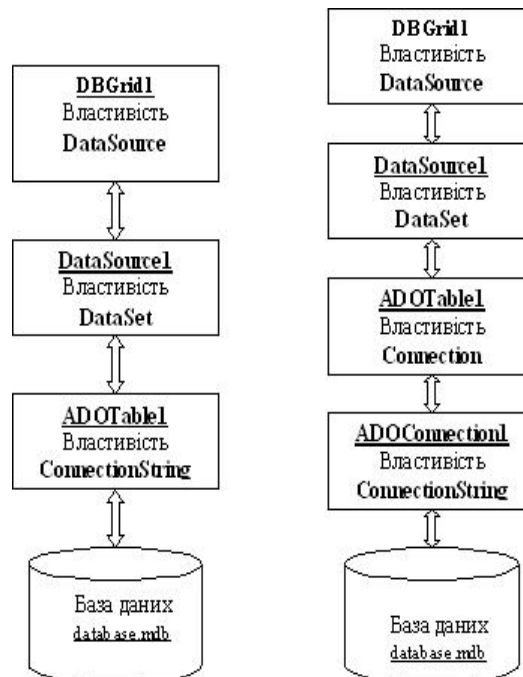 DBGrid1
Властивість
DataSource
DataSource1
Властивість
DataSet
ADOTable1
Властивість
ConnectionString
База даних
database.mdb
DBGrid1
Властивість
DataSource
DataSource1
Властивість
DataSet
ADOTable1
Властивість
Connection
ADOConnection1
Властивість
ConnectionString
База даних
database.mdb